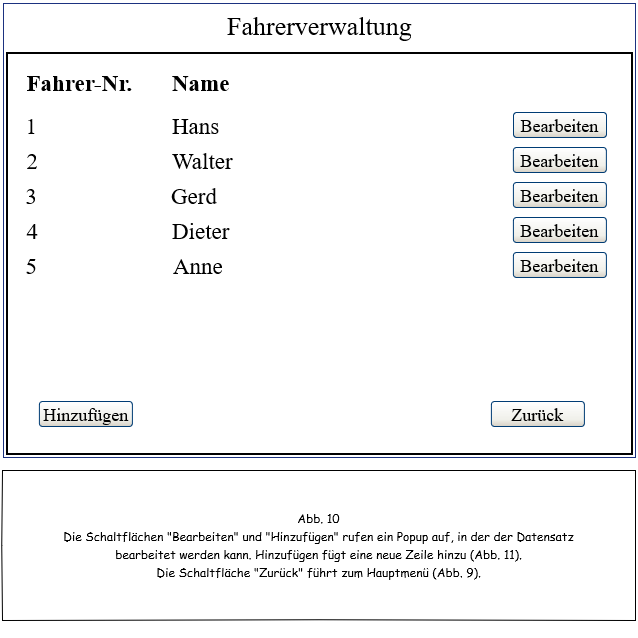 Fahrerverwaltung
Fahrer-Nr. Name
1 Hans Bearbeiten
2 Walter Bearbeiten
3 Gerd Bearbeiten
4 Dieter Bearbeiten
5 Anne Bearbeiten
Hinzufügen Zurück
Abb. 10
Die Schaltflächen "Bearbeiten" und "Hinzufügen" rufen ein Popup auf, in der der Datensatz
bearbeitet werden kann. Hinzufügen fügt eine neue Zeile hinzu (Abb. 11).
Die Schaltfläche "Zurück" führt zum Hauptmenü (Abb. 9).